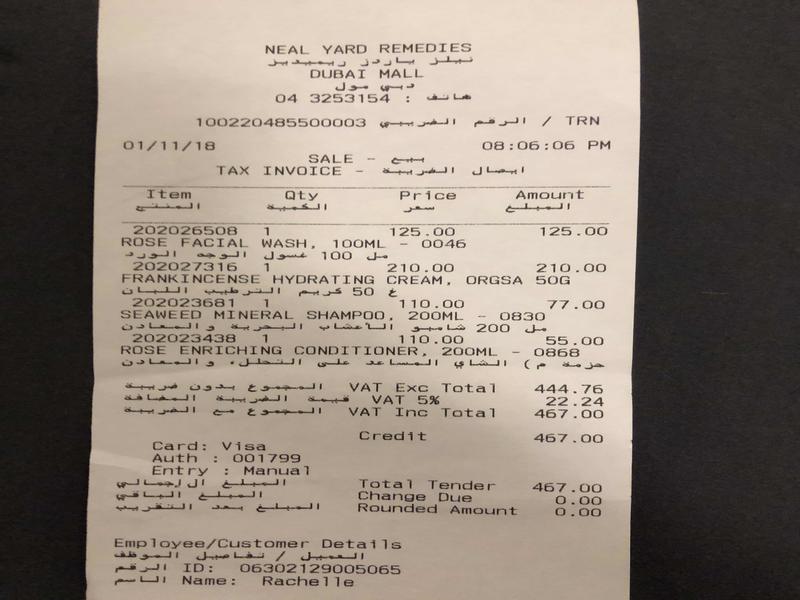 NEAL YARD REMEDIES
نيلز ياردز ريميديز
DUBAI MALL
دبي مول
04 3253154 : هاتف
100220485500003 الرقم الضريبي / TRN
01/11/18 08:06:06 PM
SALE - بيع
TAX INVOICE - ايصال الضريبة
Item Qty Price Amount
المنتج الكمية سعر المبلغ
202026508 1 125.00 125.00
ROSE FACIAL WASH, 100ML - 0046
مل 100 غسول الوجه الورد
202027316 1 210.00 210.00
FRANKINCENSE HYDRATING CREAM, ORGSA 50G
غ 50 كريم الترطيب اللبان
202023681 1 110.00 77.00
SEAWEED MINERAL SHAMPOO, 200ML - 0830
مل 200 شامبو الأعشاب البحرية و المعادن
202023438 1 110.00 55.00
ROSE ENRICHING CONDITIONER, 200ML - 0868
حزمة م) الشاي المساعد على النحل، و المعادن
المجموع بدون ضريبة VAT Exc Total 444.76
قيمة الضريبة المضافة VAT 5% 22.24
المجموع مع الضريبة VAT Inc Total 467.00
Credit 467.00
Card: Visa
Auth : 001799
Entry : Manual
المبلغ الإجمالي Total Tender 467.00
المبلغ الباقي Change Due 0.00
المبلغ بعد التقريب Rounded Amount 0.00
Employee/Customer Details
العميل / تفاصيل الموظف
الرقم ID: 06302129005065
الاسم Name: Rachelle